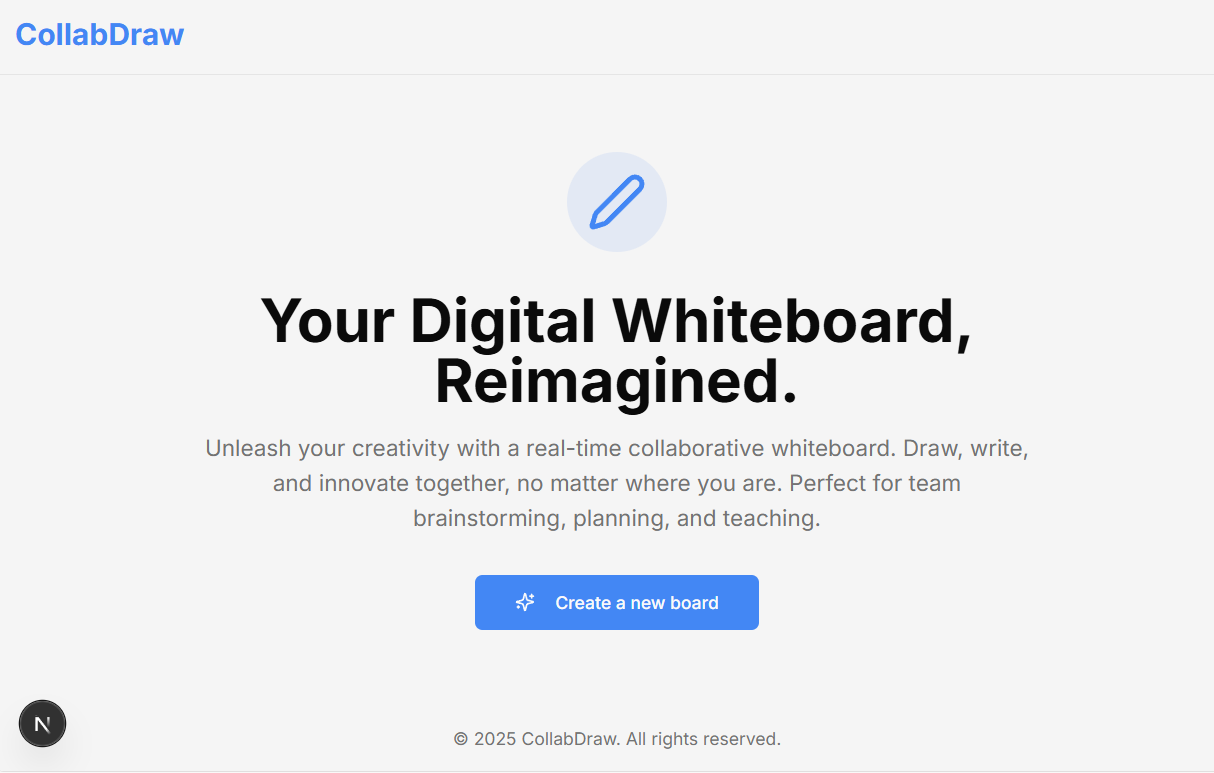 CollabDraw
Your Digital Whiteboard,
Reimagined.
Unleash your creativity with a real-time collaborative whiteboard. Draw, write,
and innovate together, no matter where you are. Perfect for team
brainstorming, planning, and teaching.
Create a new board
N
© 2025 CollabDraw. All rights reserved.